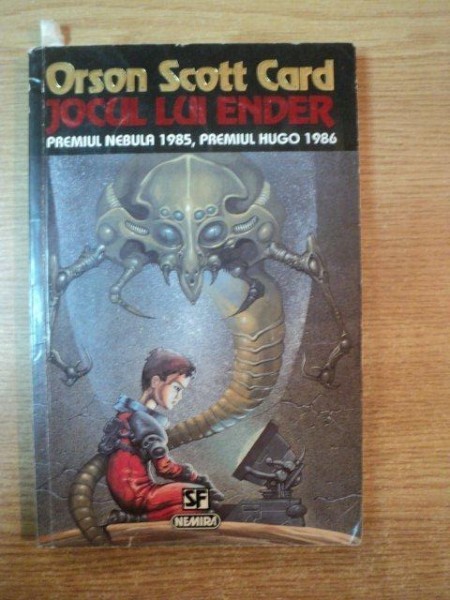 Orson Scott Card
JOCUL LUI ENDER
PREMIUL NEBULA 1985, PREMIUL HUGO 1986
SF
NEMIRA